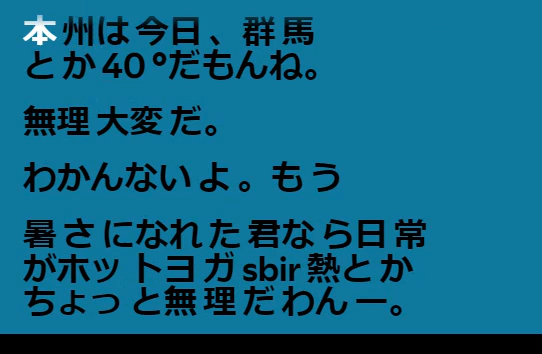 本州は今日、群馬
とか40°だもんね。
無理大変だ。
わかんないよ。もう
暑さになれた君なら日常
がホットヨガsbir熱とか
ちょっと無理だわんー。